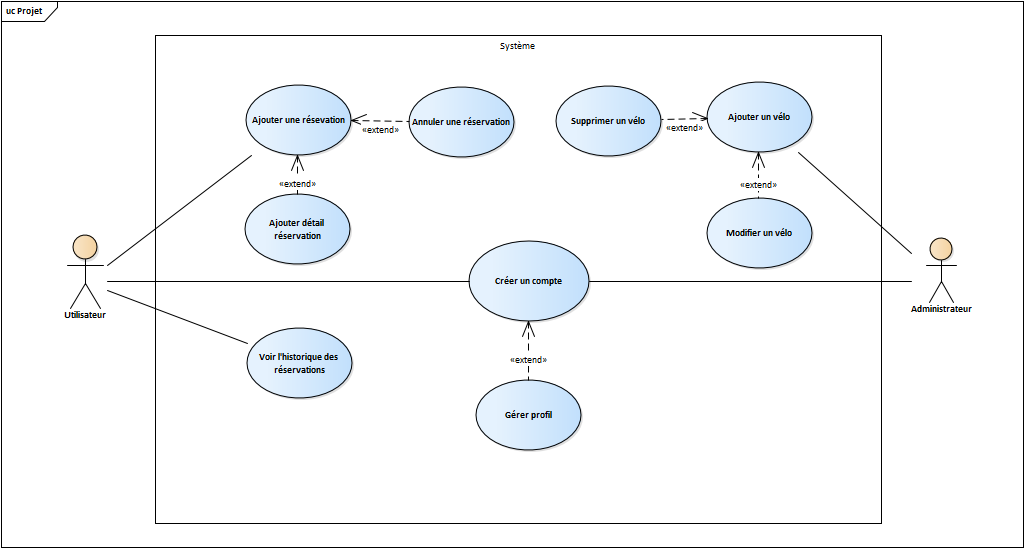 uc Projet
Système
Ajouter une résevation
«extend»
Annuler une réservation
Supprimer un vélo
«extend»
Ajouter un vélo
«extend»
Ajouter détail
réservation
«extend»
Modifier un vélo
Créer un compte
Utilisateur
Administrateur
Voir l'historique des
réservations
«extend»
Gérer profil